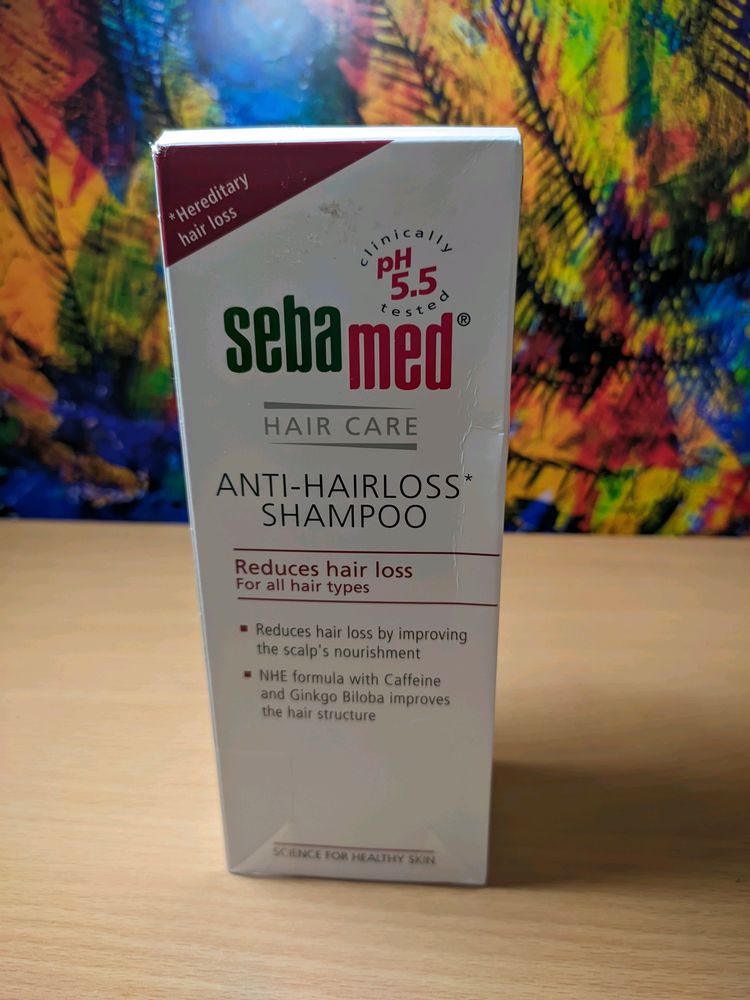 *Hereditary
hair loss
clinically
pH
5.5
tested
sebamed®
HAIR CARE
ANTI-HAIRLOSS*
SHAMPOO
Reduces hair loss
For all hair types
▪ Reduces hair loss by improving
the scalp's nourishment
▪ NHE formula with Caffeine
and Ginkgo Biloba improves
the hair structure
SCIENCE FOR HEALTHY SKIN